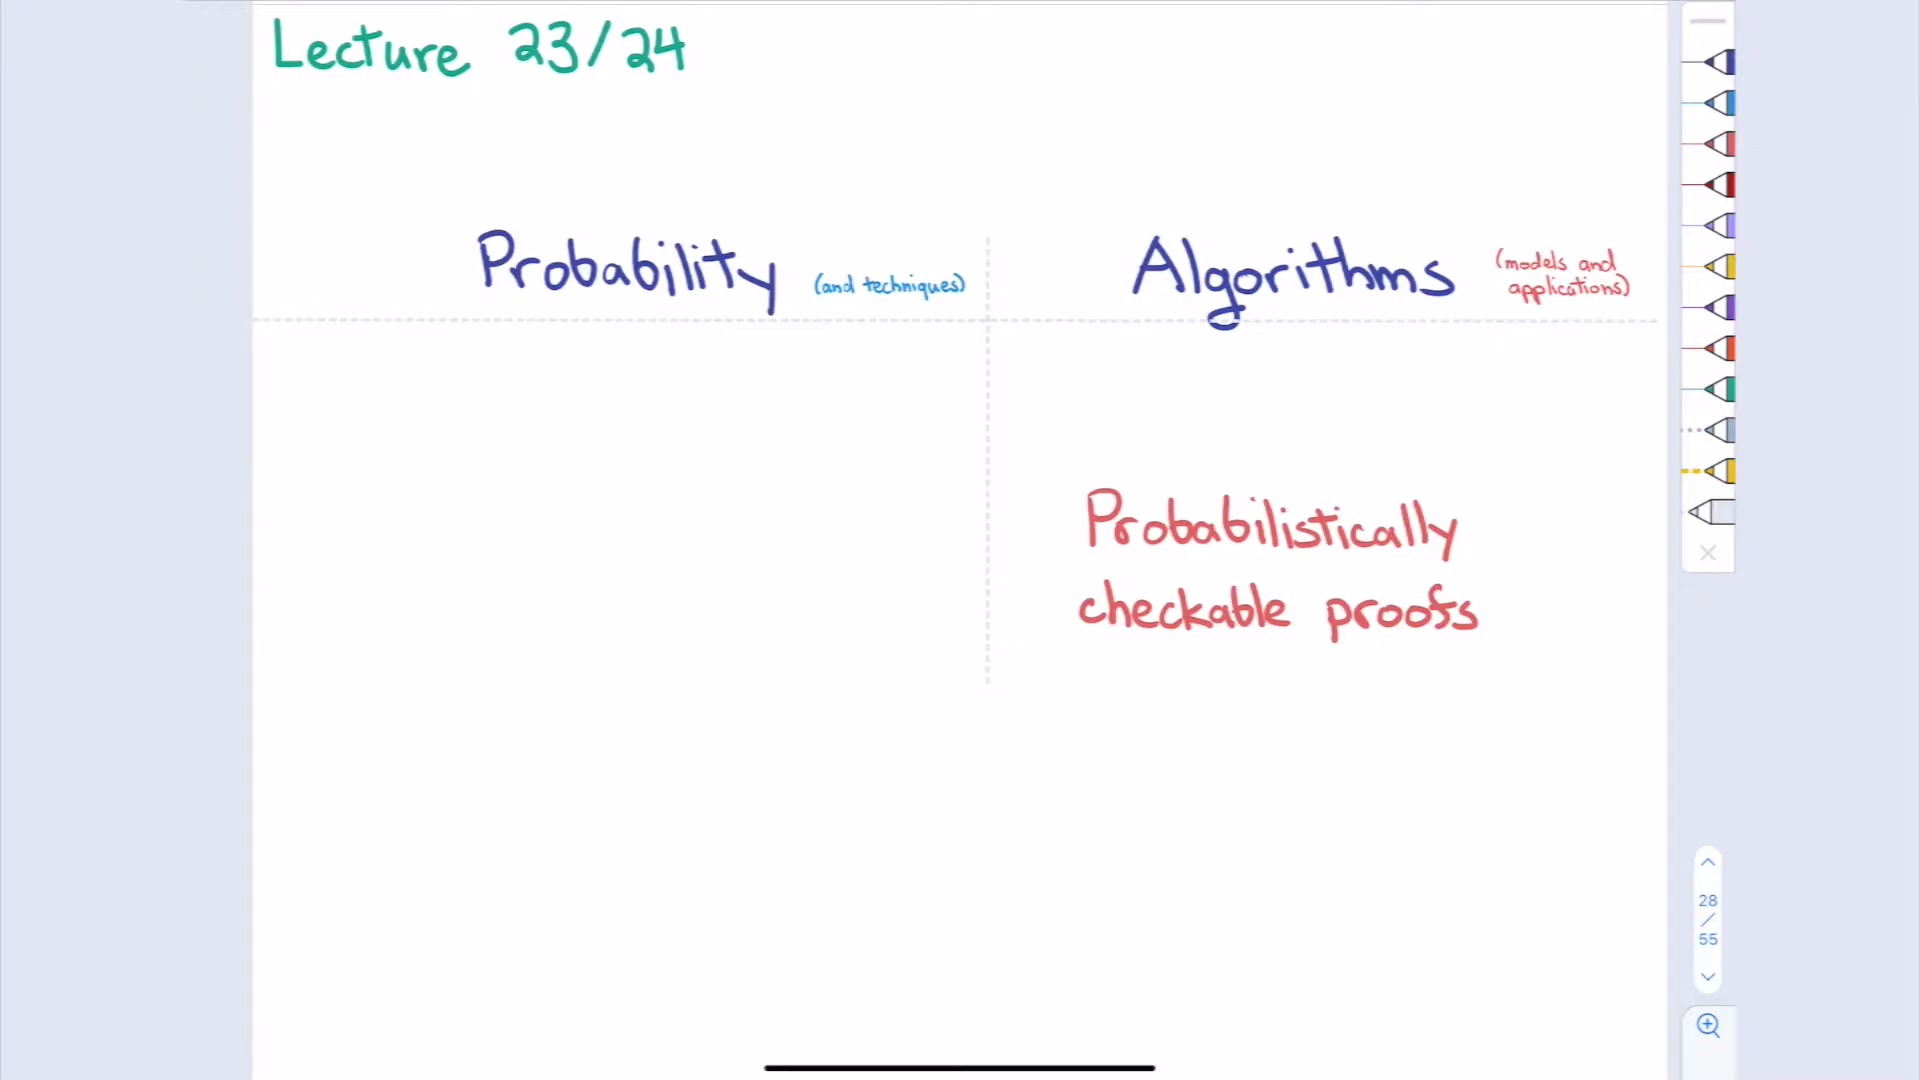 Lecture 23/24
Probability (and techniques)
Algorithms (models and
applications)
Probabilistically
checkable proofs
28
/
55